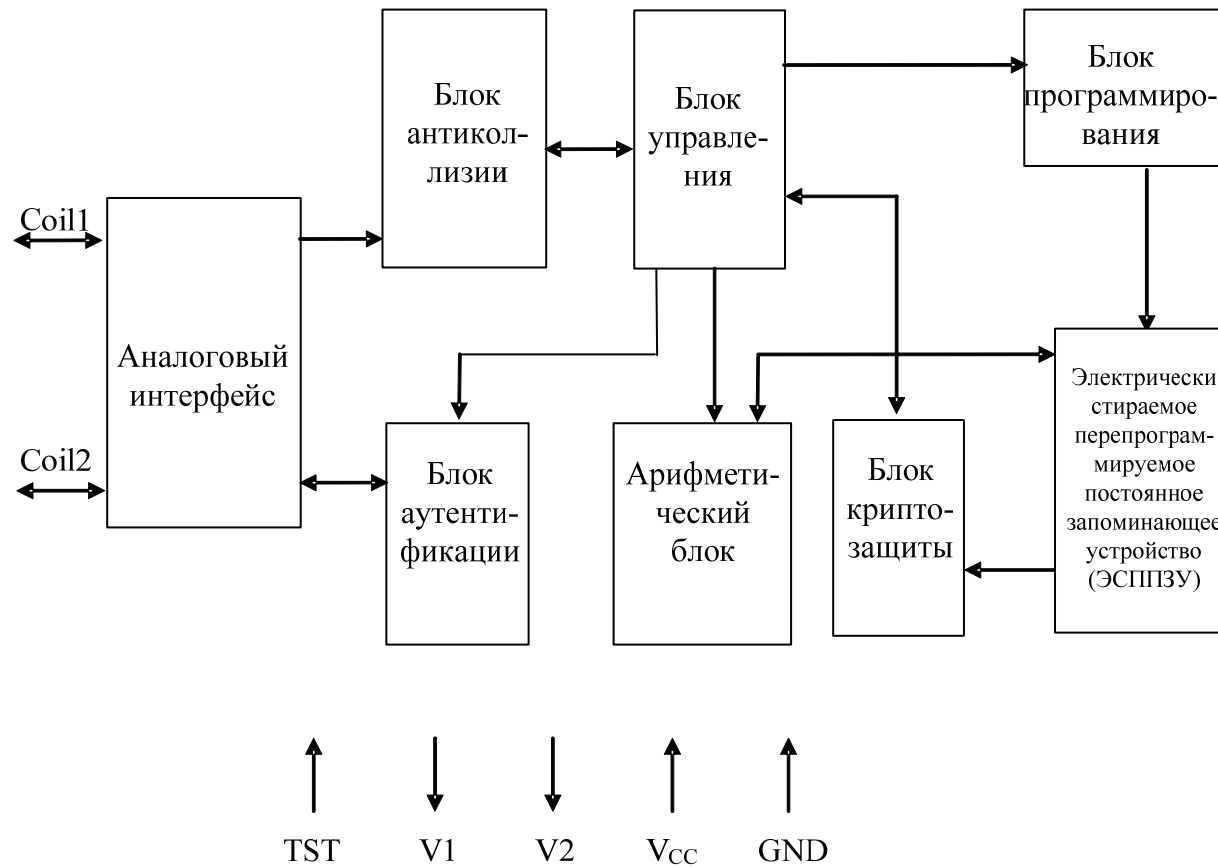 Coil1
Coil2
Аналоговый
интерфейс
Блок
антикол-
лизии
Блок
управле-
ния
Блок
программиро-
вания
Блок
аутенти-
фикации
Арифмети-
ческий
блок
Блок
крипто-
защиты
Электрически
стираемое
перепрограм-
мируемое
постоянное
запоминающее
устройство
(ЭСППЗУ)
TST V1 V2 VCC GND